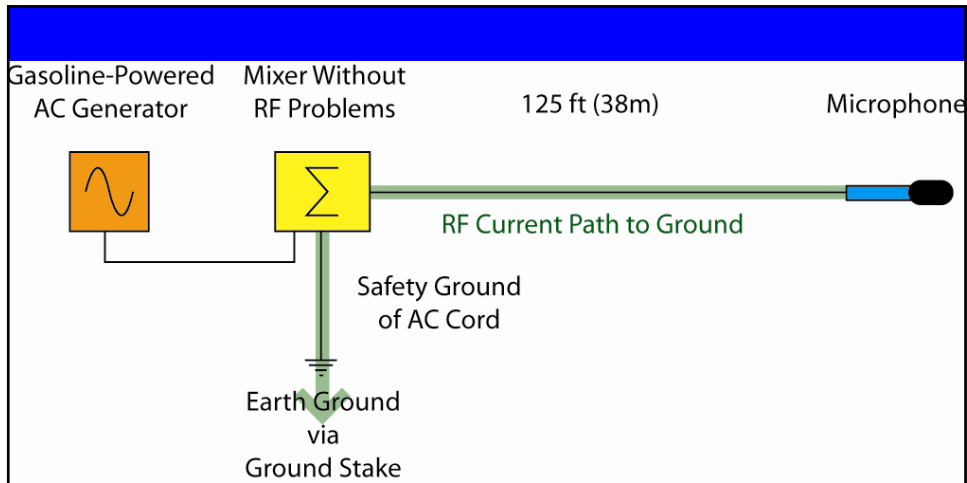 Gasoline-Powered
AC Generator
Mixer Without
RF Problems
125 ft (38m)
Microphone
Σ
RF Current Path to Ground
Safety Ground
of AC Cord
Earth Ground
via
Ground Stake